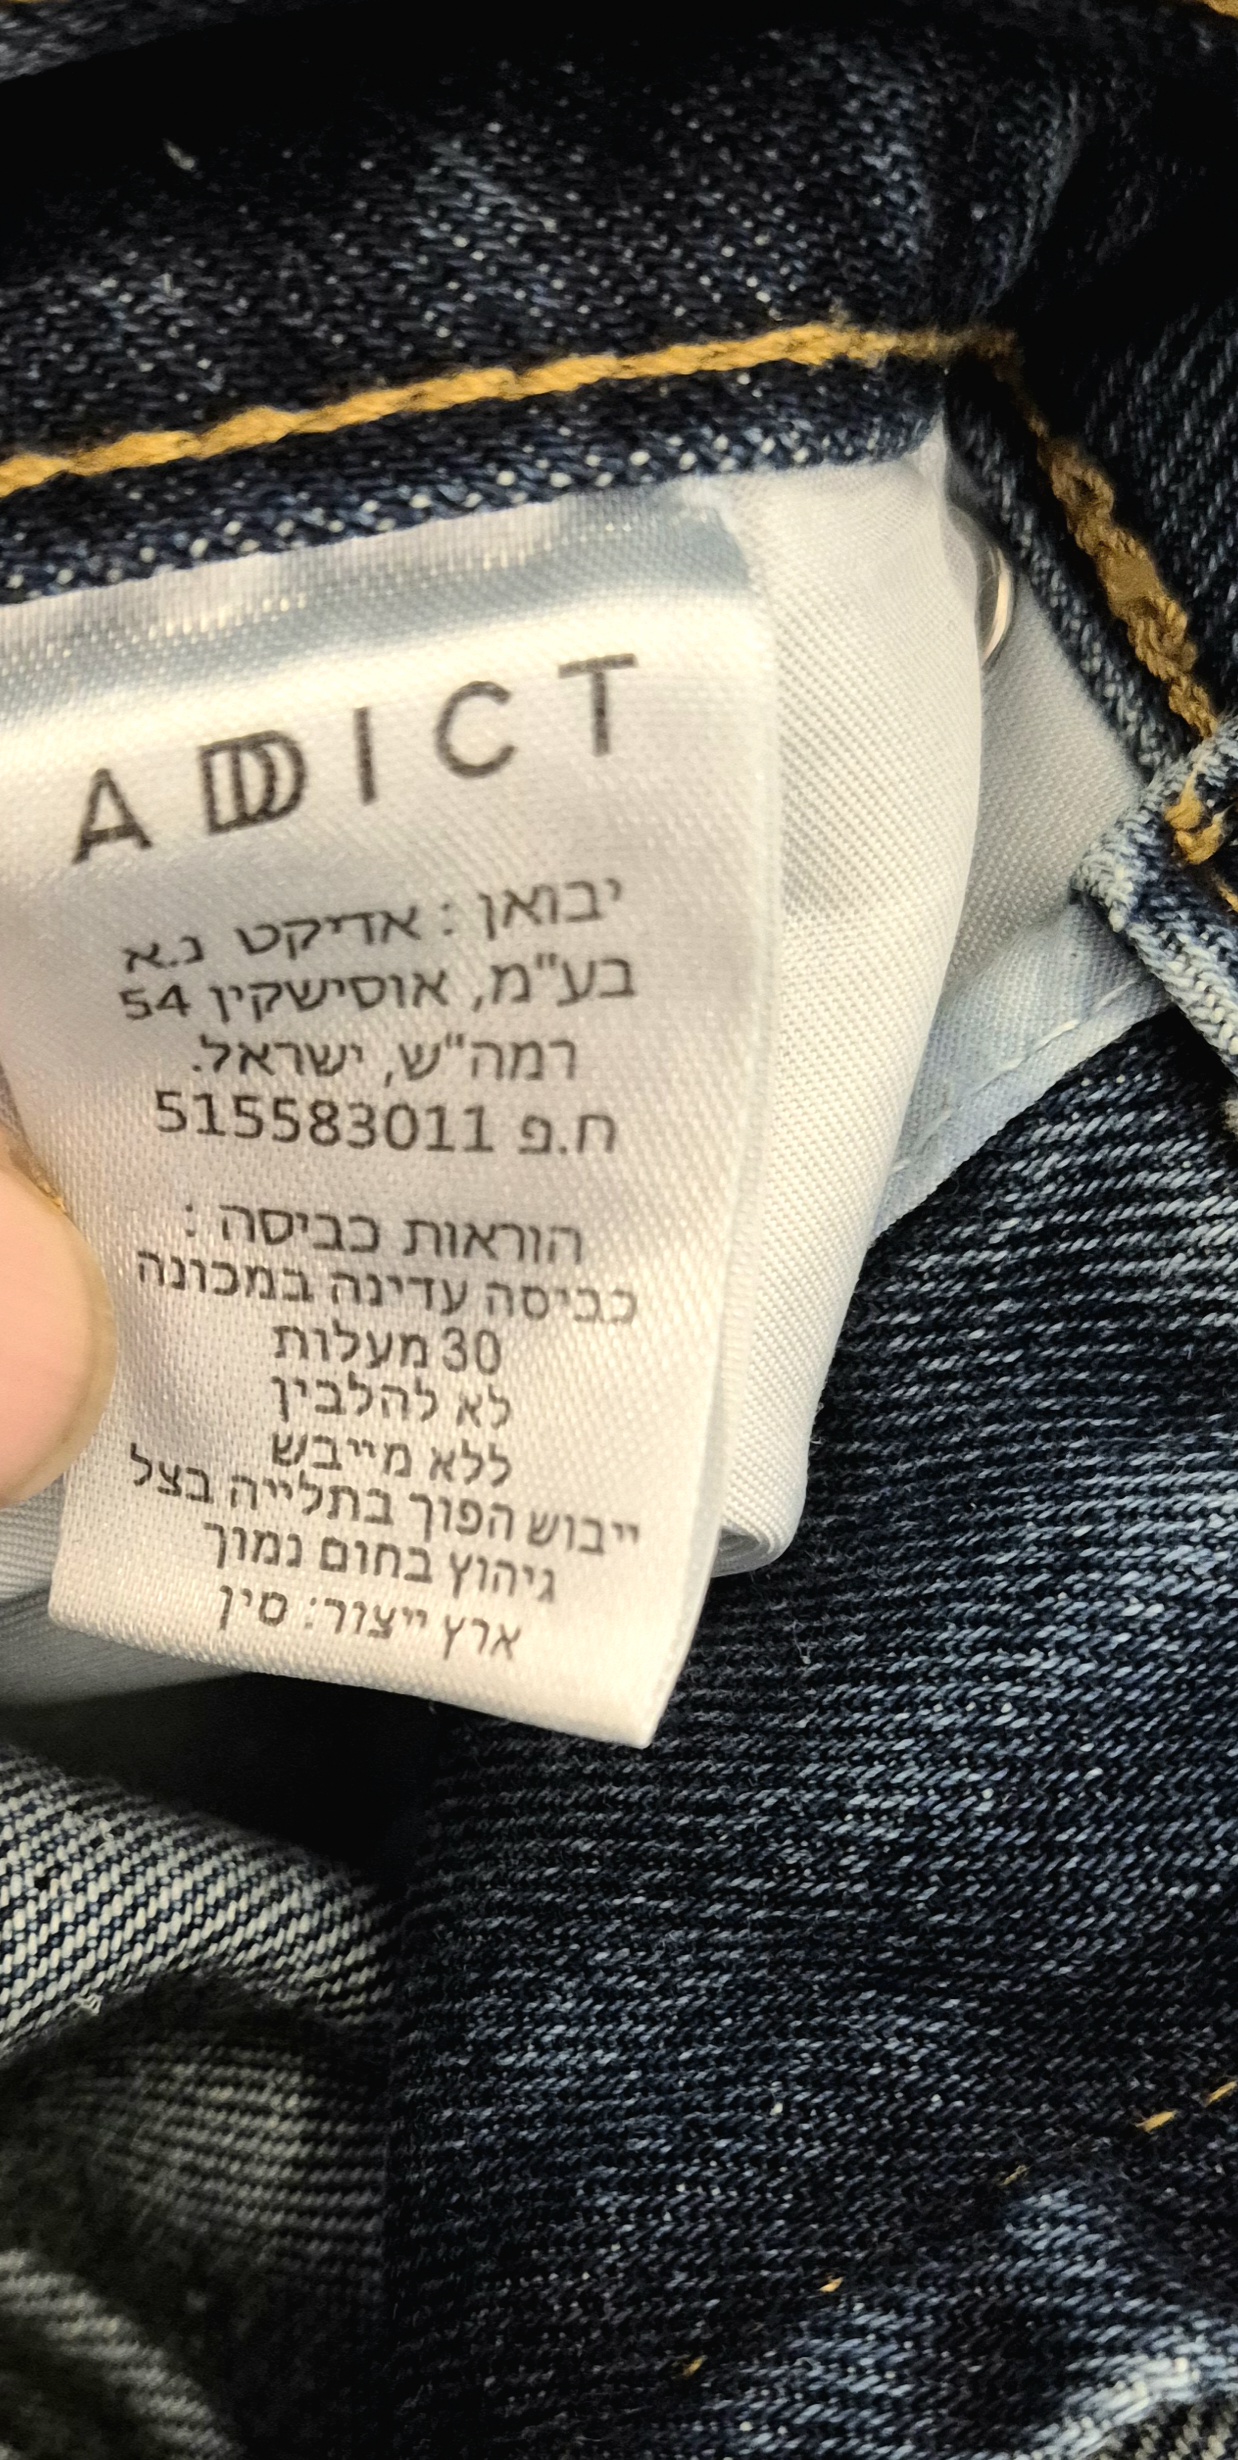 ADDICT
יבואן : אדיקט נ.א
בע"מ, אוסישקין 54
רמה"ש, ישראל.
ח.פ 515583011
הוראות כביסה :
כביסה עדינה במכונה
30 מעלות
לא להלבין
ללא מייבש
ייבוש הפוך בתלייה בצל
גיהוץ בחום נמוך
ארץ ייצור: סין